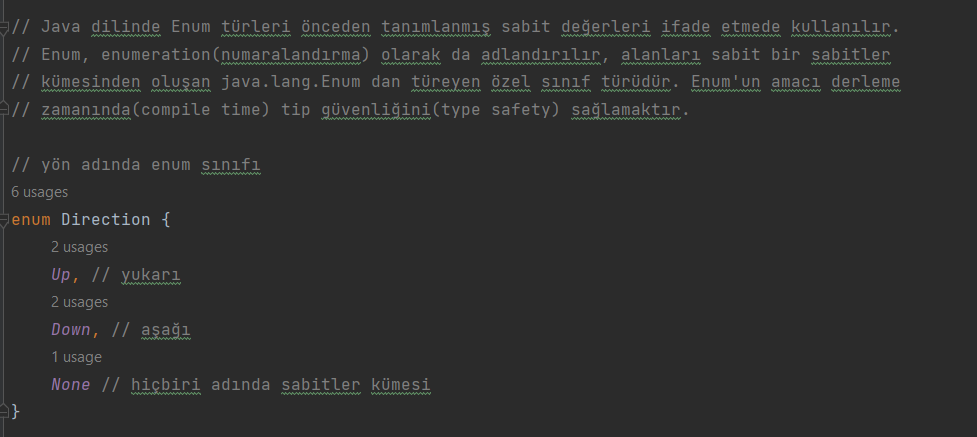 // Java dilinde Enum türleri önceden tanımlanmış sabit değerleri ifade etmede kullanılır.
// Enum, enumeration(numaralandırma) olarak da adlandırılır, alanları sabit bir sabitler
// kümesinden oluşan java.lang.Enum dan türeyen özel sınıf türüdür. Enum'un amacı derleme
// zamanında(compile time) tip güvenliğini(type safety) sağlamaktır.
// yön adında enum sınıfı
6 usages
enum Direction {
2 usages
Up, // yukarı
2 usages
Down, // aşağı
1 usage
None // hiçbiri adında sabitler kümesi
}